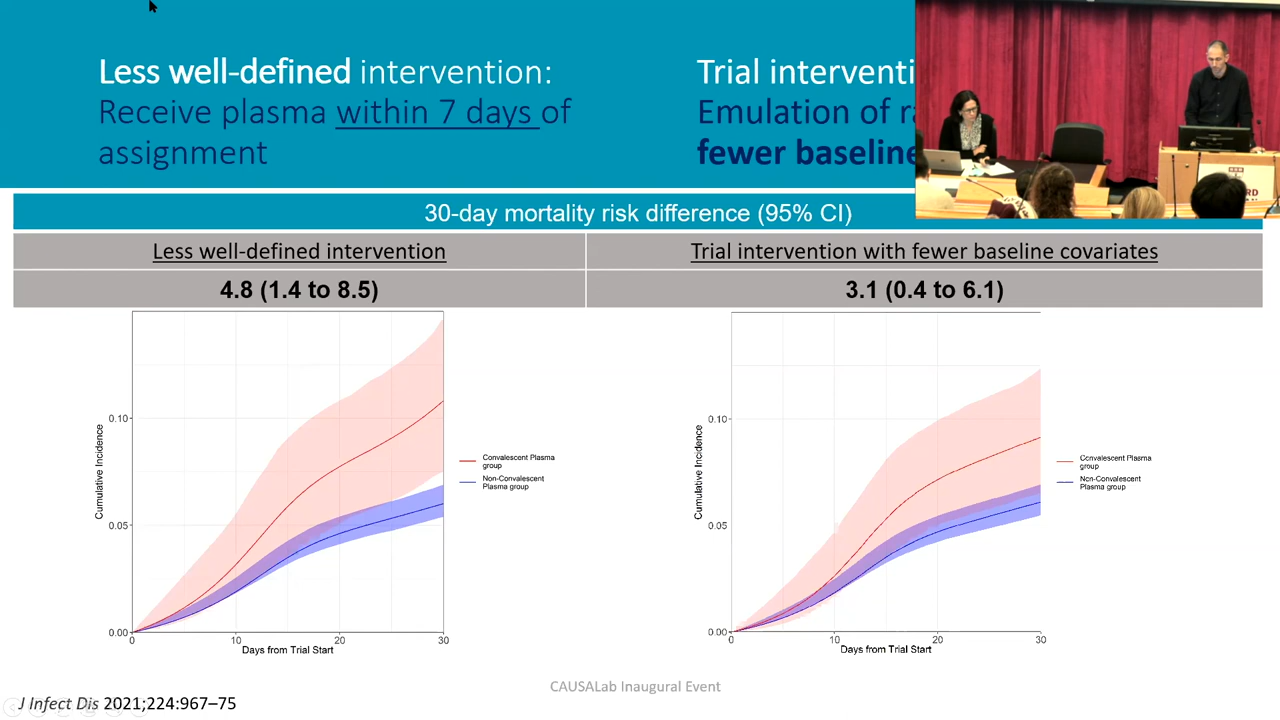 Less well-defined intervention:
Receive plasma within 7 days of
assignment
Trial interventi
Emulation of
fewer baseline
30-day mortality risk difference (95% CI)
Less well-defined intervention
Trial intervention with fewer baseline covariates
4.8 (1.4 to 8.5)
3.1 (0.4 to 6.1)
Cumulative Incidence
0.10
0.05
0.00
0
10
20
30
Days from Trial Start
Convalescent Plasma
group
Non-Convalescent
Plasma group
Cumulative Incidence
0.10
0.05
0.00
0
10
20
30
Days from Trial Start
Convalescent Plasma
group
Non-Convalescent
Plasma group
CAUSALab Inaugural Event
J Infect Dis 2021;224:967–75